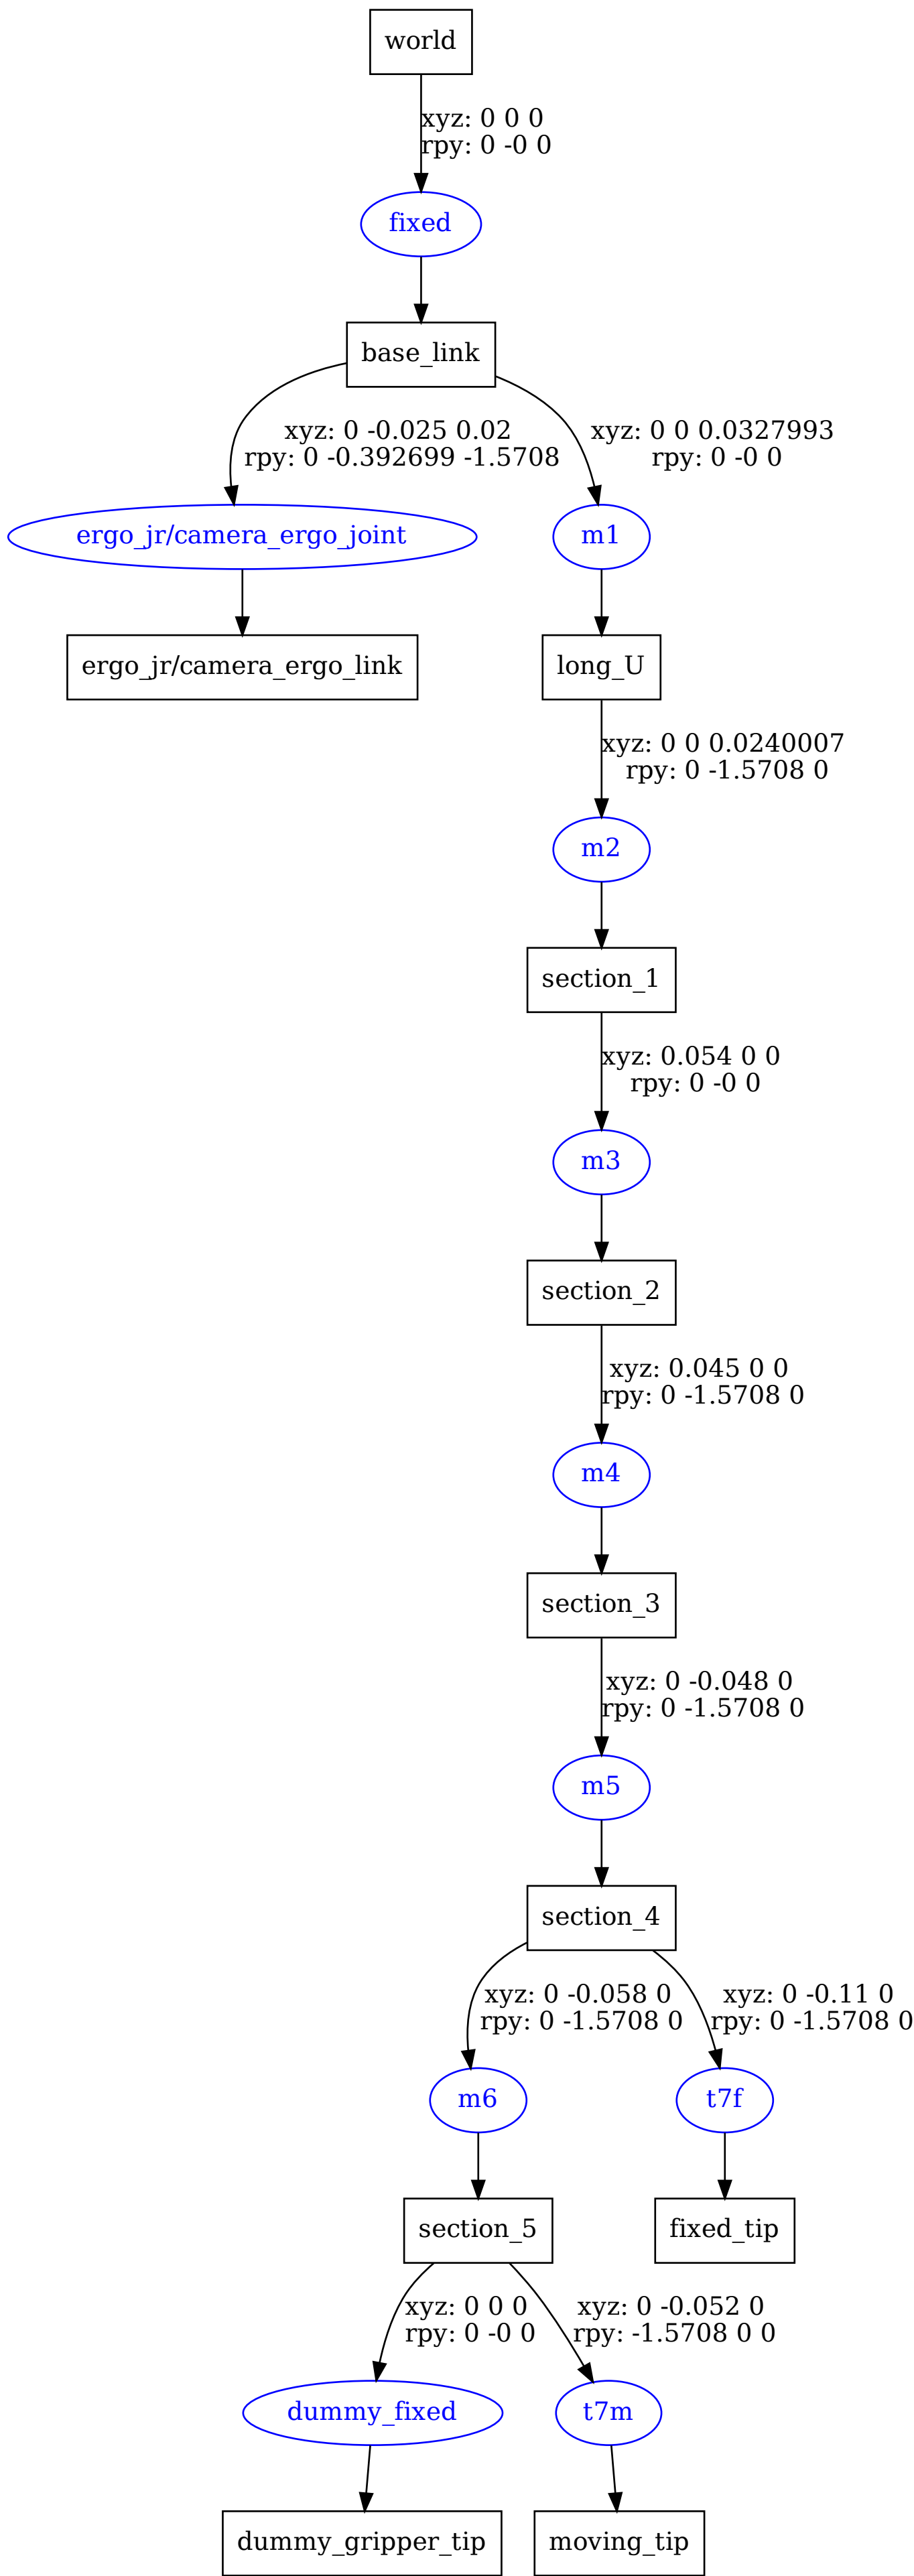 world
xyz: 0 0 0
rpy: 0 -0 0
fixed
base_link
xyz: 0 -0.025 0.02
rpy: 0 -0.392699 -1.5708
xyz: 0 0 0.0327993
rpy: 0 -0 0
ergo_jr/camera_ergo_joint
m1
ergo_jr/camera_ergo_link
long_U
xyz: 0 0 0.0240007
rpy: 0 -1.5708 0
m2
section_1
xyz: 0.054 0 0
rpy: 0 -0 0
m3
section_2
xyz: 0.045 0 0
rpy: 0 -1.5708 0
m4
section_3
xyz: 0 -0.048 0
rpy: 0 -1.5708 0
m5
section_4
xyz: 0 -0.058 0
rpy: 0 -1.5708 0
xyz: 0 -0.11 0
rpy: 0 -1.5708 0
m6
t7f
section_5
fixed_tip
xyz: 0 0 0
rpy: 0 -0 0
xyz: 0 -0.052 0
rpy: -1.5708 0 0
dummy_fixed
t7m
dummy_gripper_tip
moving_tip